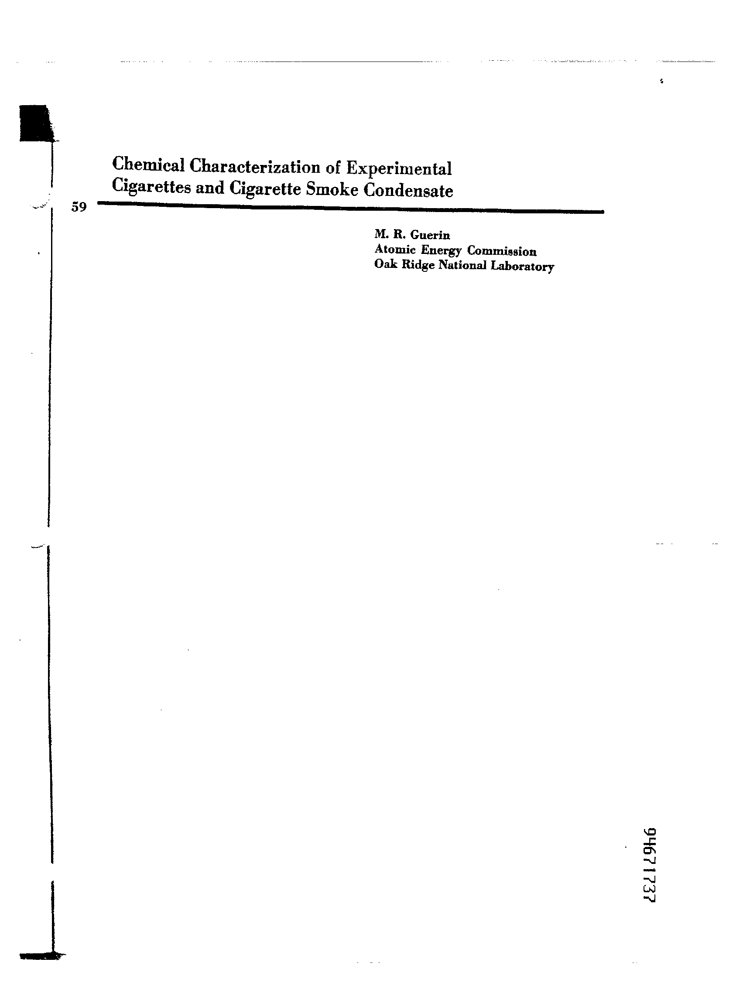 Chemical Characterization of Experimental
Cigarettes and Cigarette Smoke Condensate
59
M. R. Guerin
Atomic Energy Commission
Oak Ridge National Laboratory
94671737